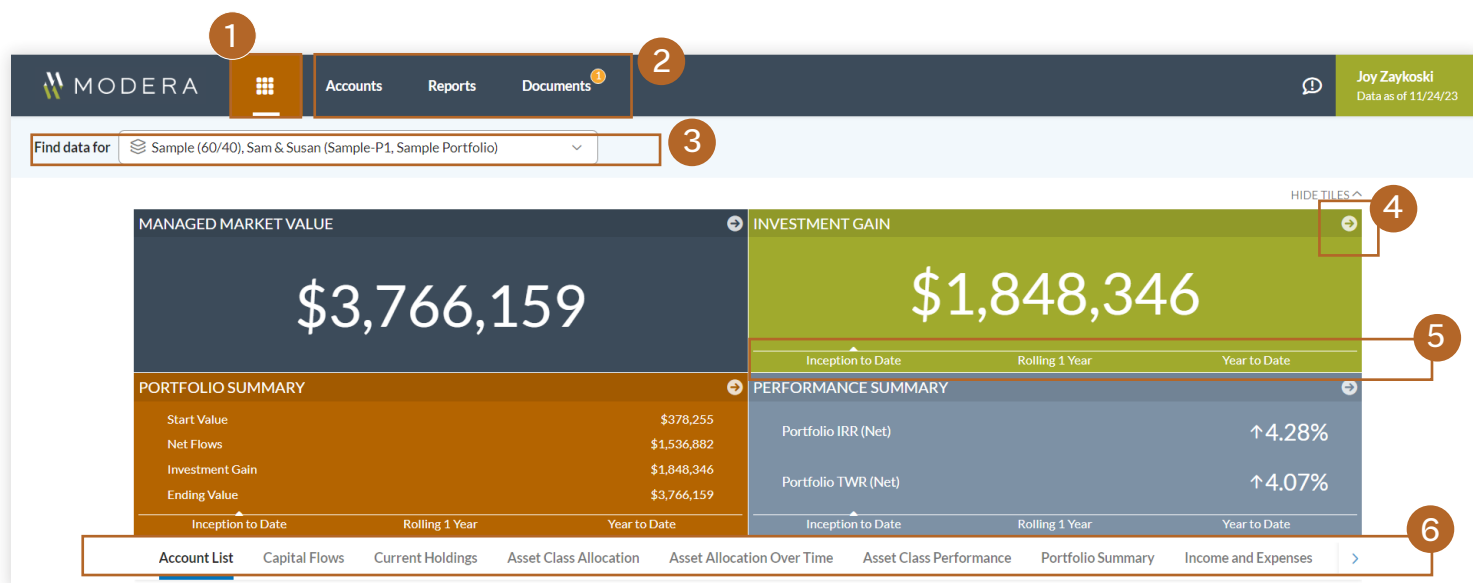 1
2
MODERA
Accounts Reports Documents 1
Joy Zaykoski
Data as of 11/24/23
Find data for Sample (60/40), Sam & Susan (Sample-P1, Sample Portfolio)
3
HIDE TILES
4
MANAGED MARKET VALUE
$3,766,159
INVESTMENT GAIN
$1,848,346
5
Inception to Date Rolling 1 Year Year to Date
PORTFOLIO SUMMARY
Start Value $378,255
Net Flows $1,536,882
Investment Gain $1,848,346
Ending Value $3,766,159
Inception to Date Rolling 1 Year Year to Date
PERFORMANCE SUMMARY
Portfolio IRR (Net) ↑4.28%
Portfolio TWR (Net) ↑4.07%
Inception to Date Rolling 1 Year Year to Date
6
Account List Capital Flows Current Holdings Asset Class Allocation Asset Allocation Over Time Asset Class Performance Portfolio Summary Income and Expenses